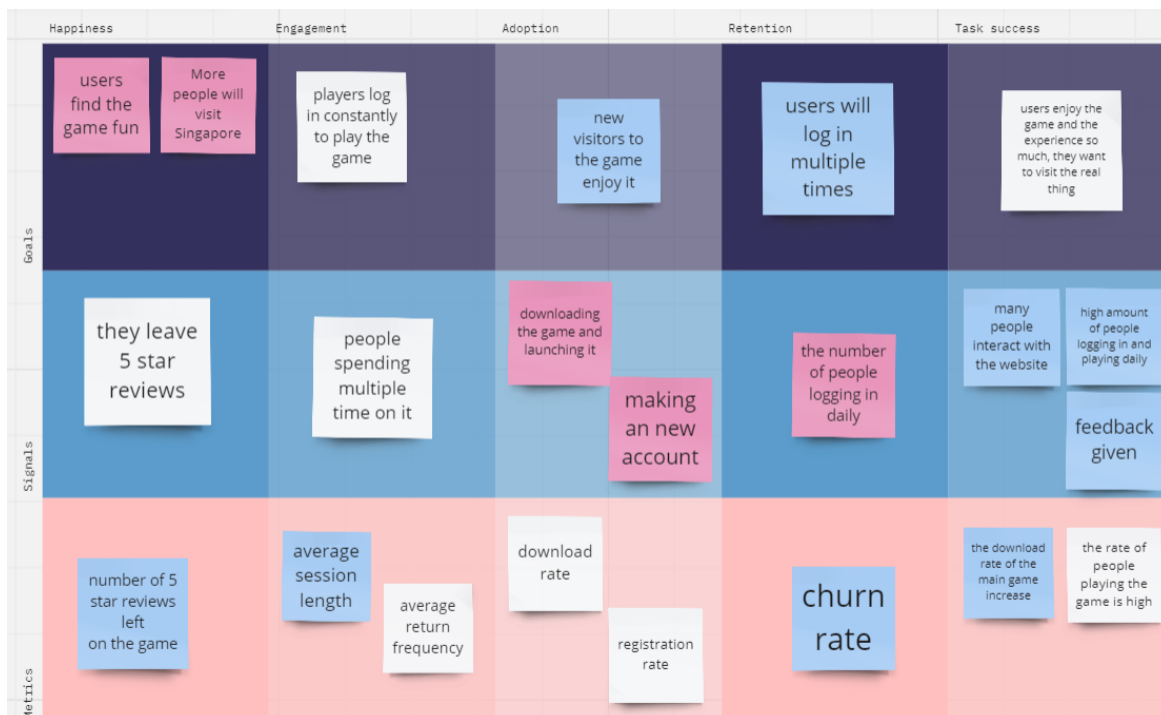 Happiness
Engagement
Adoption
Retention
Task success
Goals
users
find the
game fun
More
people will
visit
Singapore
players log
in constantly
to play the
game
new
visitors to
the game
enjoy it
users will
log in
multiple
times
users enjoy the
game and the
experience so
much, they want
to visit the real
thing
Signals
they leave
5 star
reviews
people
spending
multiple
time on it
downloading
the game and
launching it
making
an new
account
the number
of people
logging in
daily
many
people
interact with
the website
high amount
of people
logging in and
playing daily
feedback
given
Metrics
number of 5
star reviews
left
on the game
average
session
length
average
return
frequency
download
rate
registration
rate
churn
rate
the download
rate of the
main game
increase
the rate of
people
playing the
game is high